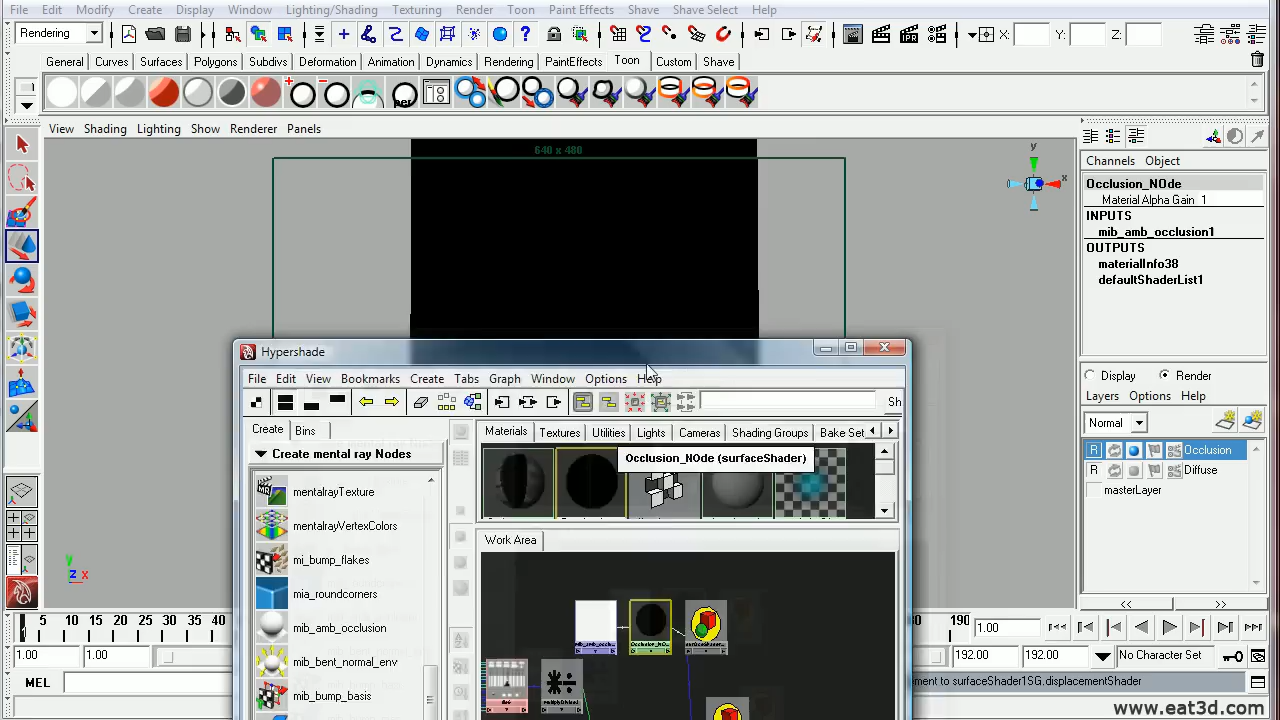 File Edit Modify Create Display Window Lighting/Shading Texturing Render Toon Paint Effects Shave Shave Select Help
Rendering X: Y: Z:
General Curves Surfaces Polygons Subdivs Deformation Animation Dynamics Rendering PaintEffects Toon Custom Shave
per
View Shading Lighting Show Renderer Panels
640 x 480
y
x
Channels Object
Occlusion_NOde
Material Alpha Gain 1
INPUTS
mib_amb_occlusion1
OUTPUTS
materialInfo38
defaultShaderList1
Hypershade
File Edit View Bookmarks Create Tabs Graph Window Options Help
Display Render
Layers Options Help
Sh
Normal
Create Bins
Materials Textures Utilities Lights Cameras Shading Groups Bake Set
Create mental ray Nodes
Occlusion_NOde (surfaceShader)
R Occlusion
R Diffuse
masterLayer
mentalrayTexture
mentalrayVertexColors
mi_bump_flakes
mia_roundcorners
mib_amb_occlusion
mib_bent_normal_env
mib_bump_basis
Work Area
y
z x
<< >>
5 10 15 20 25 30 35 40 45 190 1.00
1.00 1.00 192.00 192.00 No Character Set
MEL
ment to surfaceShader1SG.displacementShader
www.eat3d.com